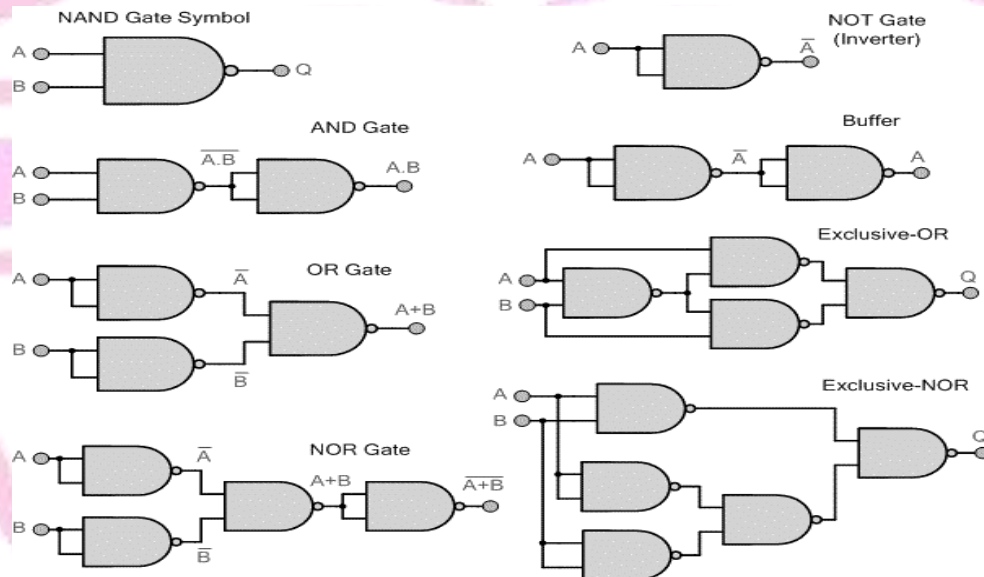 NAND Gate Symbol
A
B
Q
NOT Gate
(Inverter)
A
A̅
AND Gate
A
B
A̅.̅B̅
A.B
Buffer
A
A̅
A
OR Gate
A
A̅
B
B̅
A+B
Exclusive-OR
A
B
Q
NOR Gate
A
A̅
B
B̅
A+B
A̅+̅B̅
Exclusive-NOR
A
B
Q